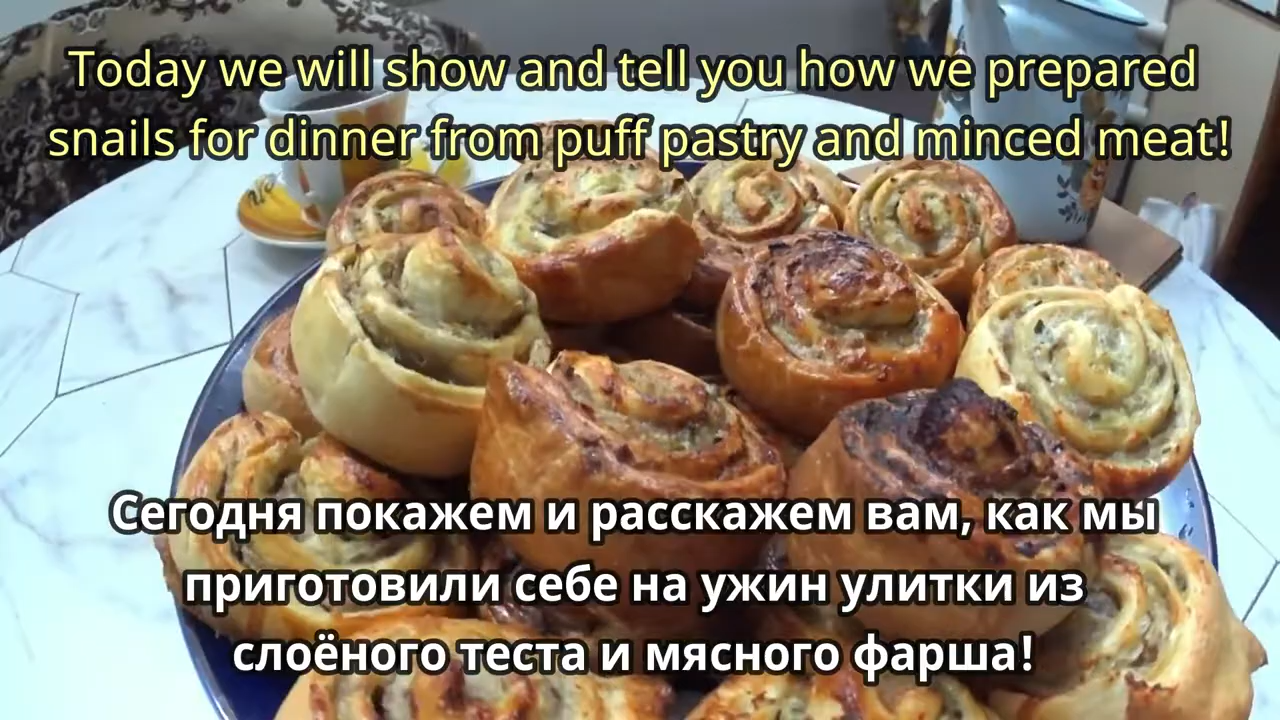 Today we will show and tell you how we prepared
snails for dinner from puff pastry and minced meat!
Сегодня покажем и расскажем вам, как мы
приготовили себе на ужин улитки из
слоёного теста и мясного фарша!